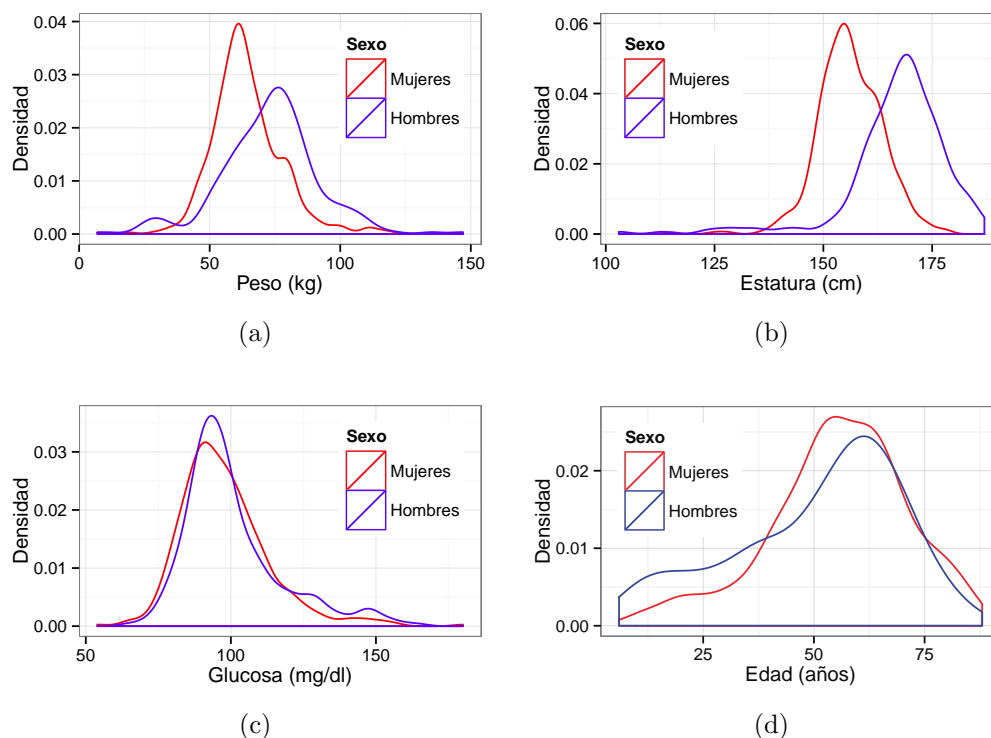 0.04
0.03
0.02
0.01
0.00
Densidad
Sexo
Mujeres
Hombres
0
50
100
150
Peso (kg)
(a)
0.06
0.04
0.02
0.00
Densidad
Sexo
Mujeres
Hombres
100
125
150
175
Estatura (cm)
(b)
0.03
0.02
0.01
0.00
Densidad
Sexo
Mujeres
Hombres
50
100
150
Glucosa (mg/dl)
(c)
0.02
0.01
0.00
Densidad
Sexo
Mujeres
Hombres
25
50
75
Edad (años)
(d)